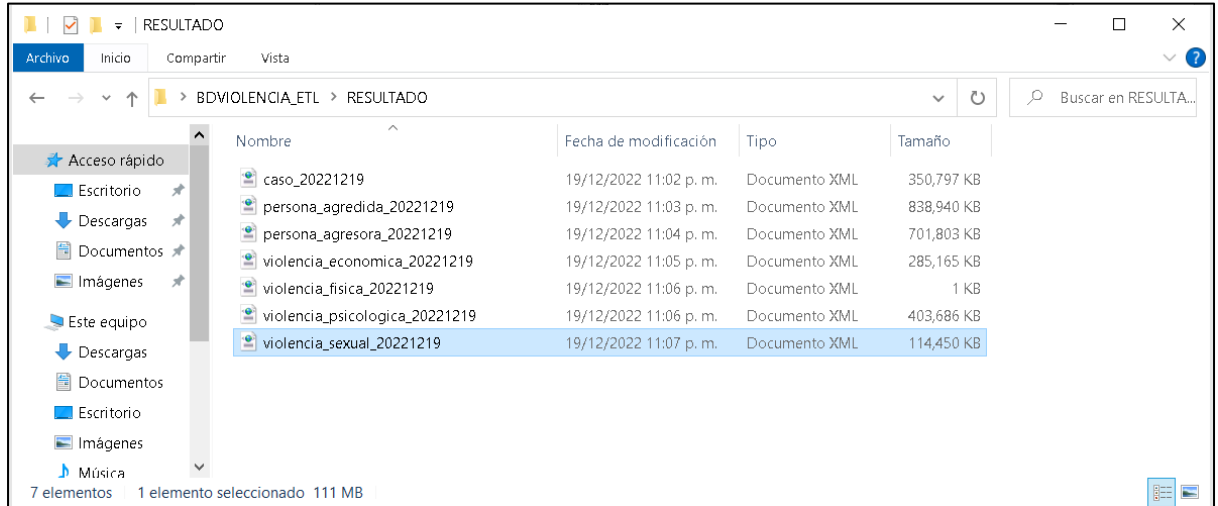 RESULTADO
Archivo Inicio Compartir Vista
BDVIOLENCIA_ETL > RESULTADO Buscar en RESULTA...
Nombre Fecha de modificación Tipo Tamaño
Acceso rápido
Escritorio
Descargas
Documentos
Imágenes
Este equipo
Descargas
Documentos
Escritorio
Imágenes
Música
caso_20221219 19/12/2022 11:02 p. m. Documento XML 350,797 KB
persona_agredida_20221219 19/12/2022 11:03 p. m. Documento XML 838,940 KB
persona_agresora_20221219 19/12/2022 11:04 p. m. Documento XML 701,803 KB
violencia_economica_20221219 19/12/2022 11:05 p. m. Documento XML 285,165 KB
violencia_fisica_20221219 19/12/2022 11:06 p. m. Documento XML 1 KB
violencia_psicologica_20221219 19/12/2022 11:06 p. m. Documento XML 403,686 KB
violencia_sexual_20221219 19/12/2022 11:07 p. m. Documento XML 114,450 KB
7 elementos 1 elemento seleccionado 111 MB